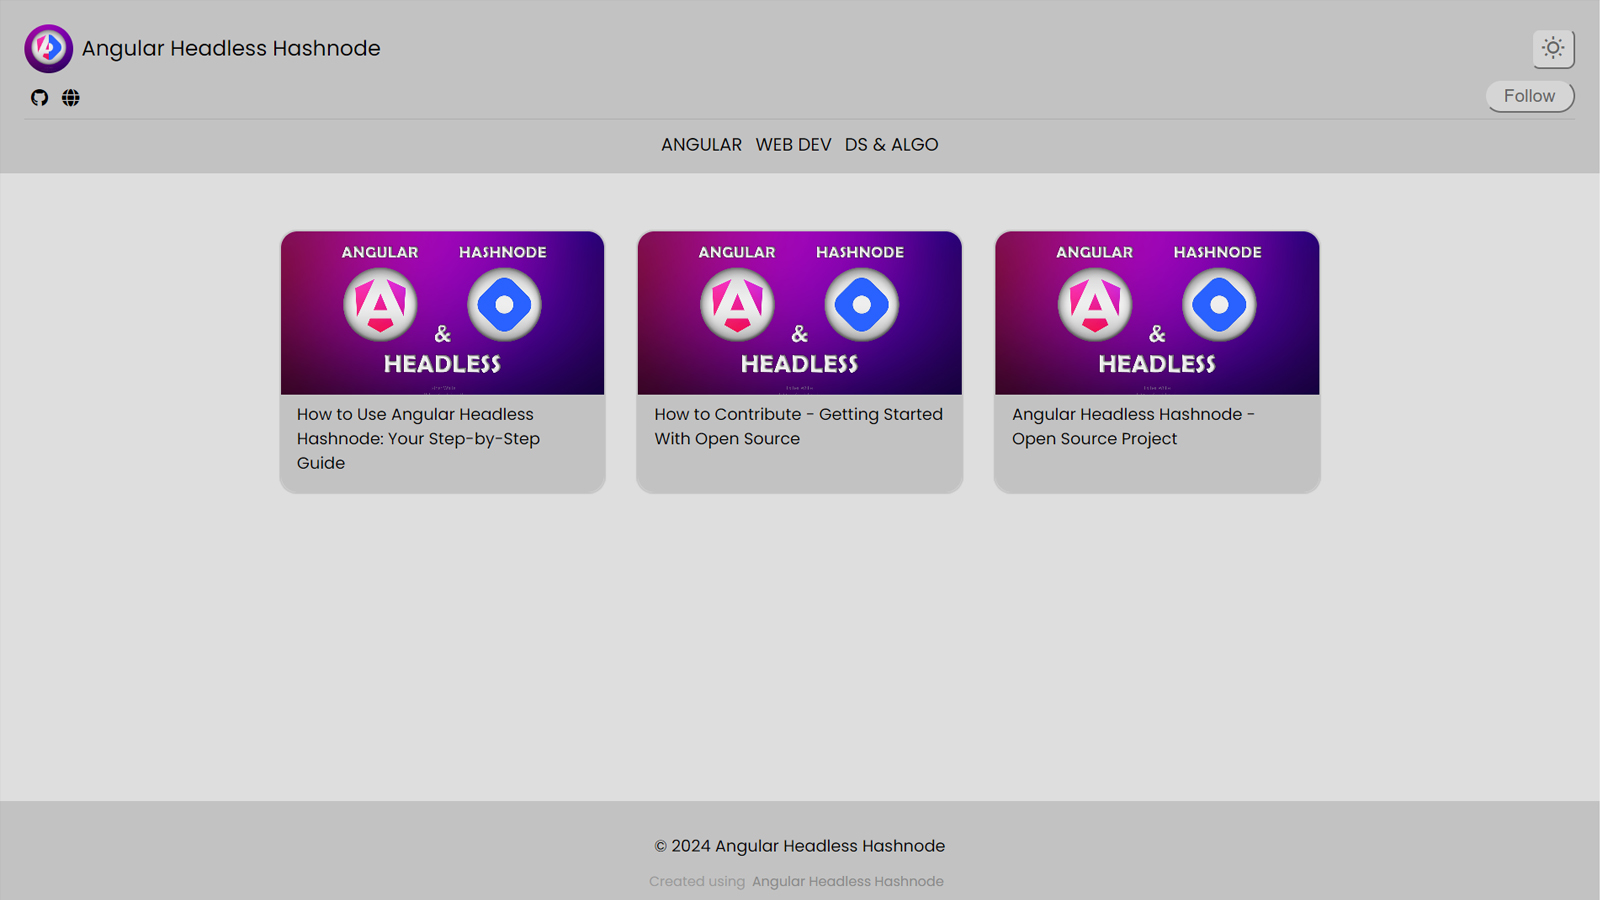 Angular Headless Hashnode
Follow
ANGULAR WEB DEV DS & ALGO
ANGULAR HASHNODE
&
HEADLESS
How to Use Angular Headless
Hashnode: Your Step-by-Step
Guide
ANGULAR HASHNODE
&
HEADLESS
How to Contribute - Getting Started
With Open Source
ANGULAR HASHNODE
&
HEADLESS
Angular Headless Hashnode -
Open Source Project
© 2024 Angular Headless Hashnode
Created using Angular Headless Hashnode